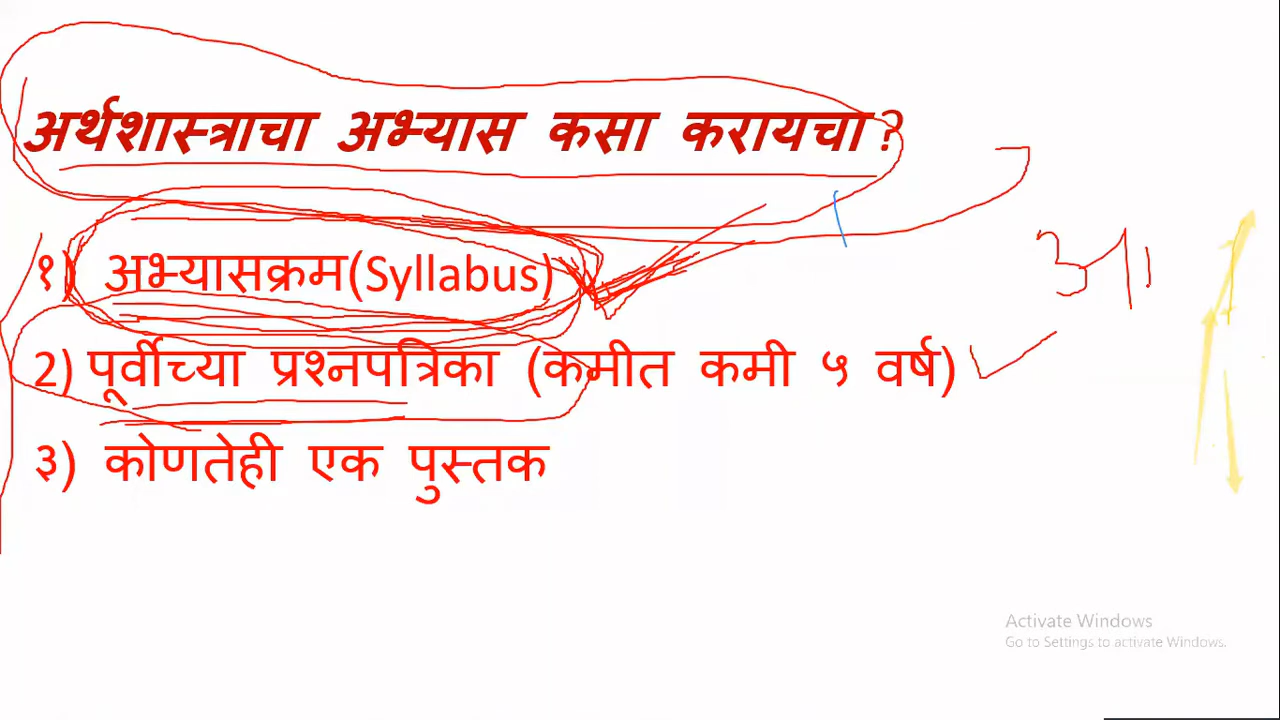 अर्थशास्त्राचा अभ्यास कसा करायचा ?
१) अभ्यासक्रम(Syllabus)
2) पूर्वीच्या प्रश्नपत्रिका (कमीत कमी ५ वर्ष)
३) कोणतेही एक पुस्तक
Activate Windows
Go to Settings to activate Windows.